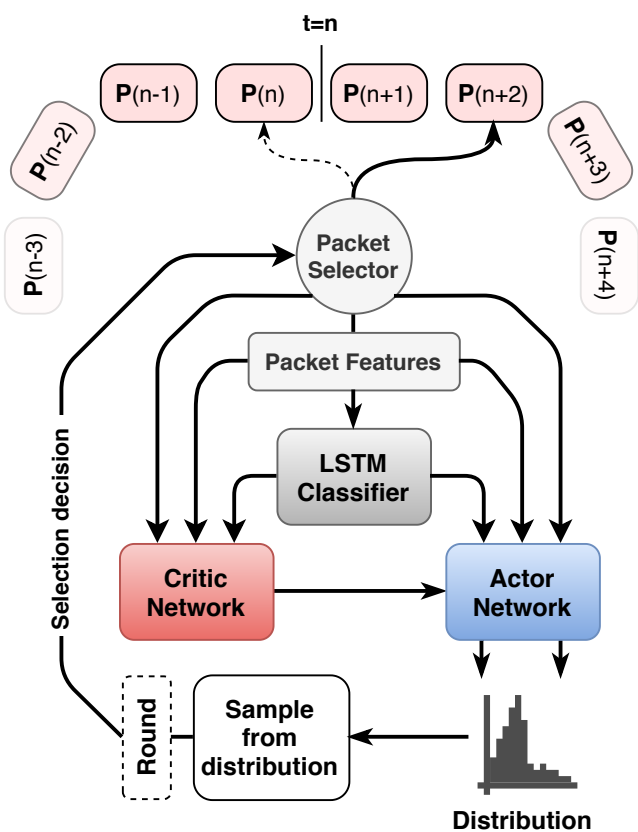 t=n
P(n-1)
P(n)
P(n+1)
P(n+2)
P(n-2)
P(n+3)
P(n-3)
P(n+4)
Packet
Selector
Packet Features
LSTM
Classifier
Selection decision
Critic
Network
Actor
Network
Round
Sample
from
distribution
Distribution